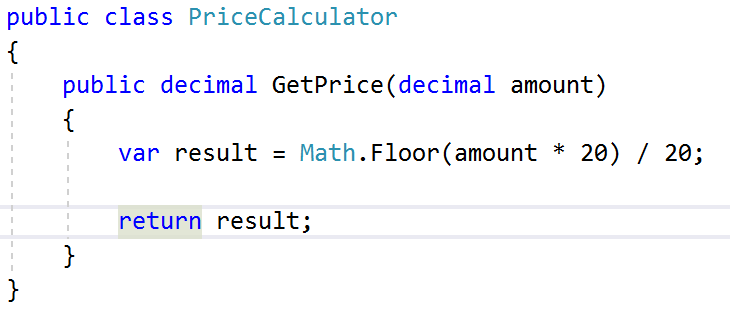 public class PriceCalculator
{
    public decimal GetPrice(decimal amount)
    {
        var result = Math.Floor(amount * 20) / 20;

        return result;
    }
}